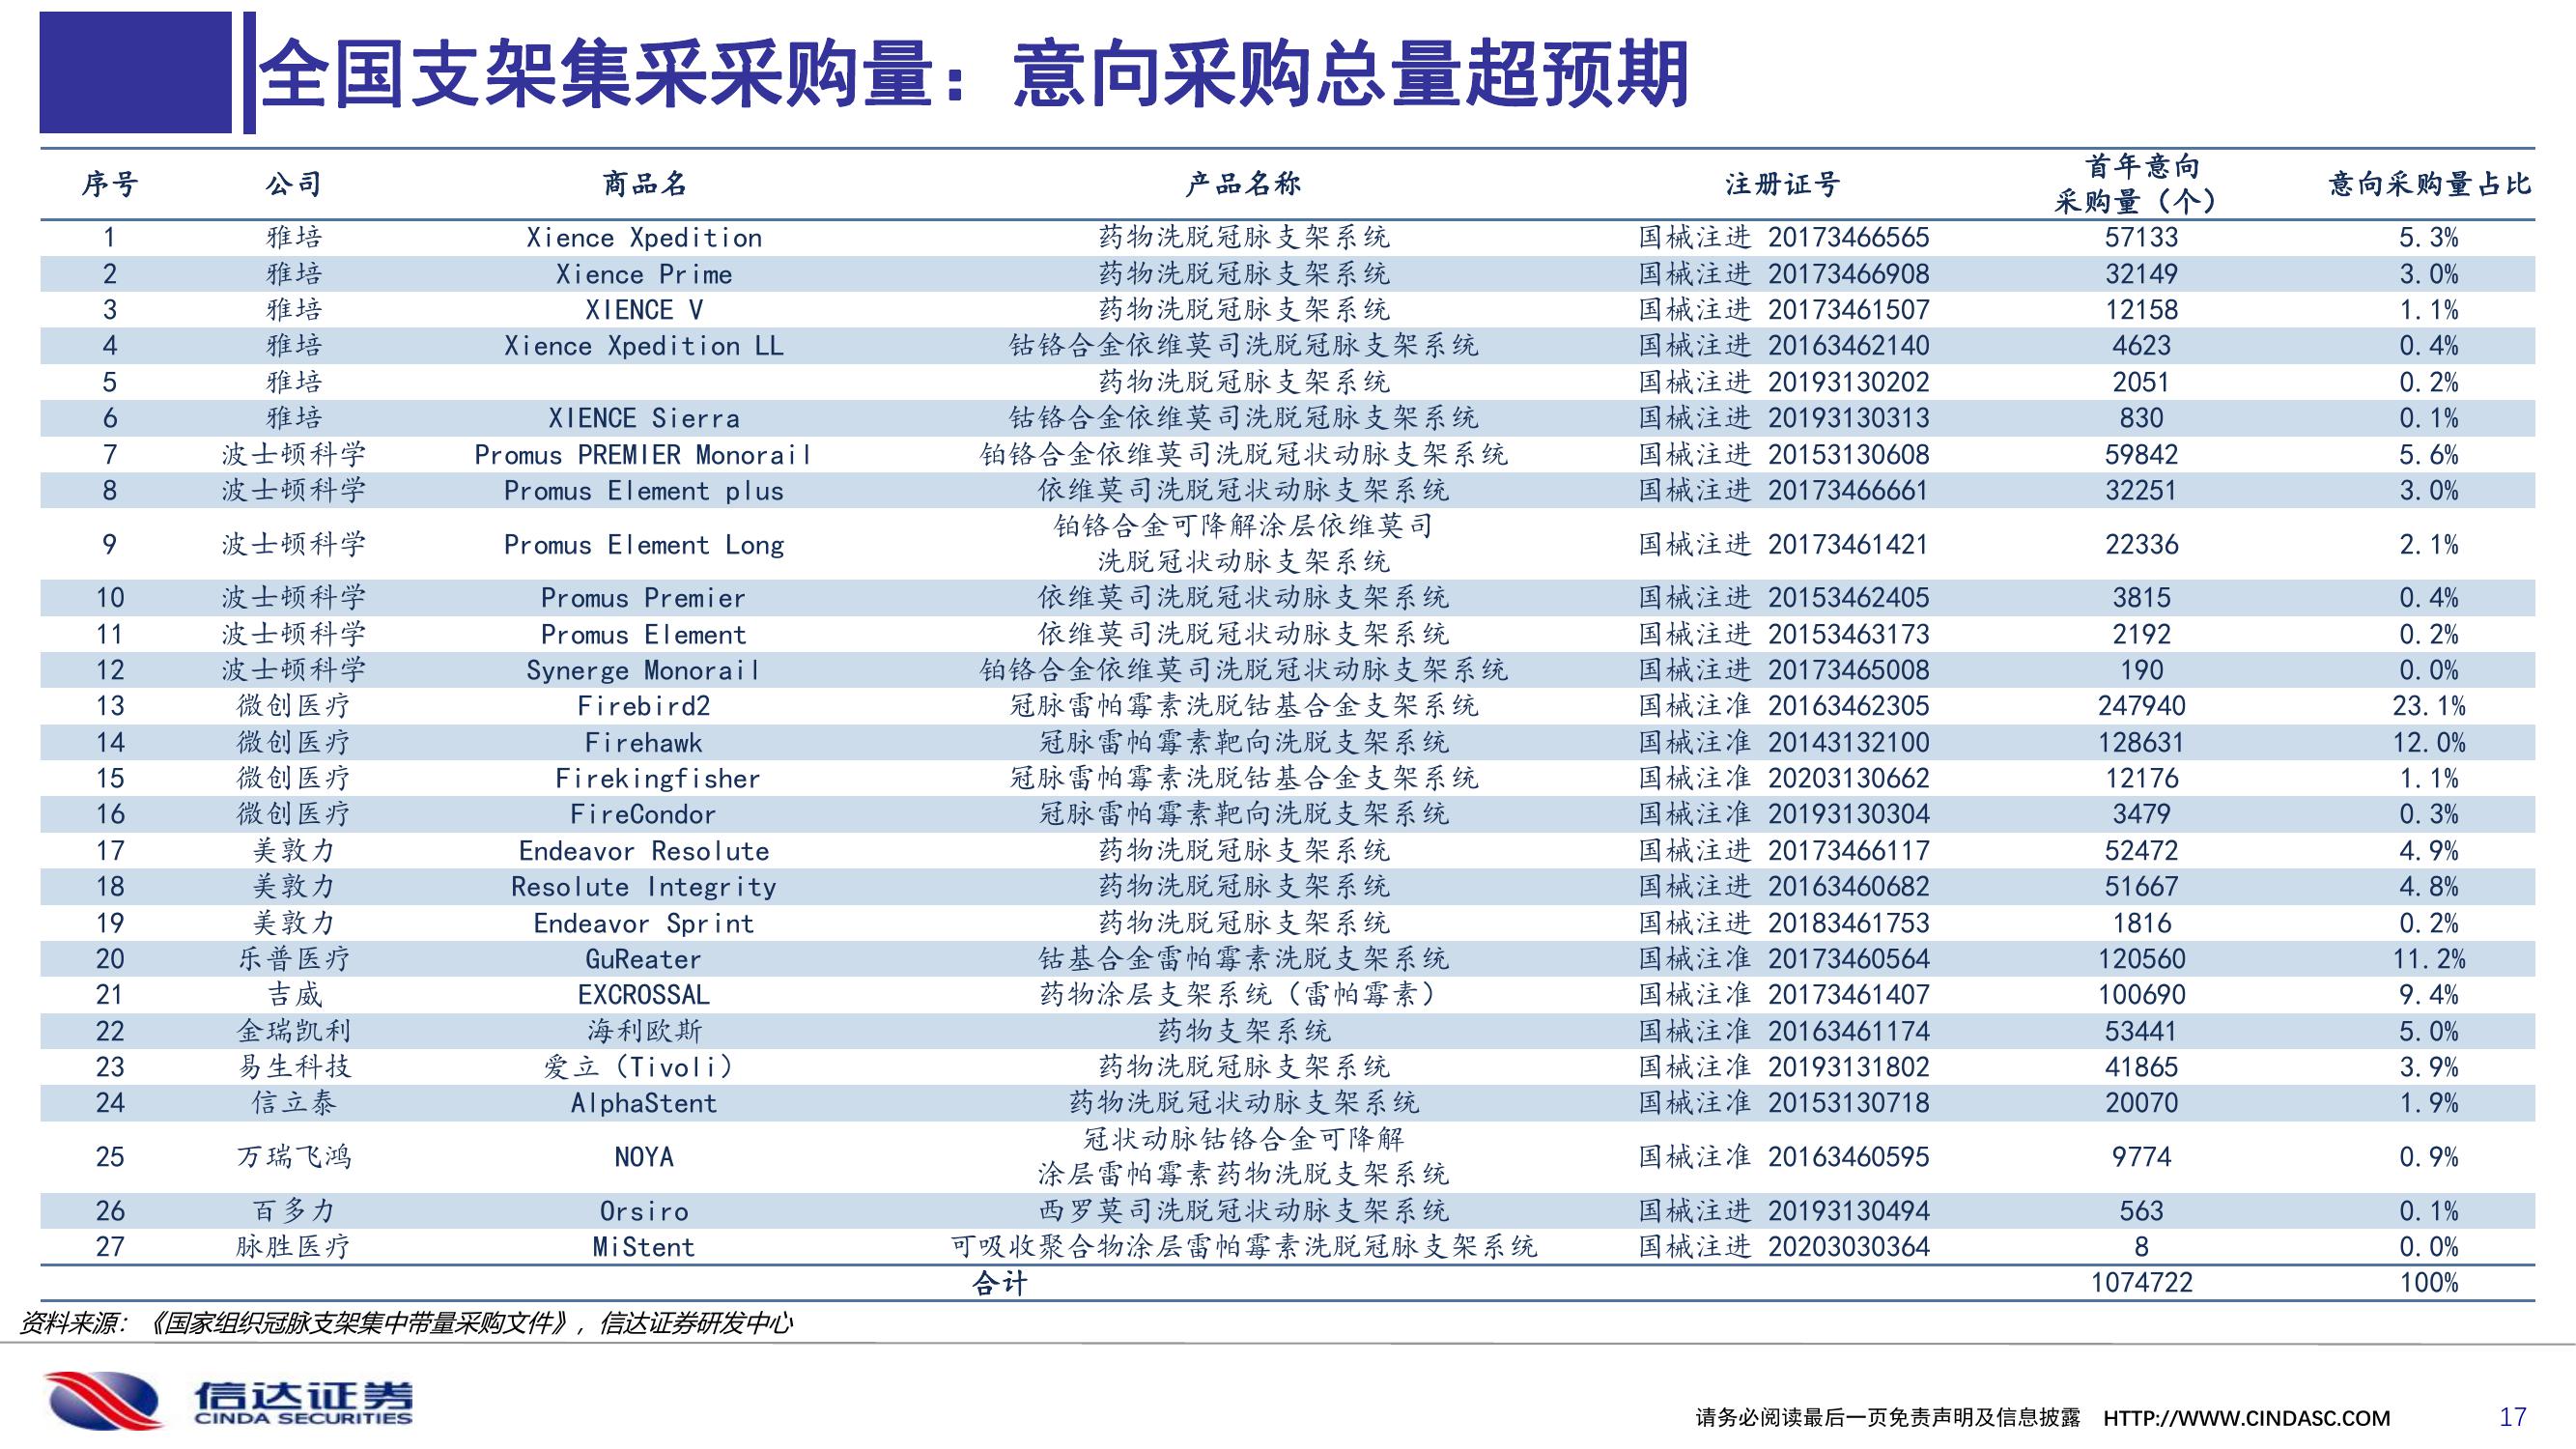 全国支架集采采购量：意向采购总量超预期
序号 公司 商品名 产品名称 注册证号 首年意向采购量（个） 意向采购量占比
1 雅培 Xience Xpedition 药物洗脱冠脉支架系统 国械注进 20173466565 57133 5.3%
2 雅培 Xience Prime 药物洗脱冠脉支架系统 国械注进 20173466908 32149 3.0%
3 雅培 XIENCE V 药物洗脱冠脉支架系统 国械注进 20173461507 12158 1.1%
4 雅培 Xience Xpedition LL 钴铬合金依维莫司洗脱冠脉支架系统 国械注进 20163462140 4623 0.4%
5 雅培 药物洗脱冠脉支架系统 国械注进 20193130202 2051 0.2%
6 雅培 XIENCE Sierra 钴铬合金依维莫司洗脱冠脉支架系统 国械注进 20193130313 830 0.1%
7 波士顿科学 Promus PREMIER Monorail 铂铬合金依维莫司洗脱冠状动脉支架系统 国械注进 20153130608 59842 5.6%
8 波士顿科学 Promus Element plus 依维莫司洗脱冠状动脉支架系统 国械注进 20173466661 32251 3.0%
9 波士顿科学 Promus Element Long 铂铬合金可降解涂层依维莫司洗脱冠状动脉支架系统 国械注进 20173461421 22336 2.1%
10 波士顿科学 Promus Premier 依维莫司洗脱冠状动脉支架系统 国械注进 20153462405 3815 0.4%
11 波士顿科学 Promus Element 依维莫司洗脱冠状动脉支架系统 国械注进 20153463173 2192 0.2%
12 波士顿科学 Synerge Monorail 铂铬合金依维莫司洗脱冠状动脉支架系统 国械注进 20173465008 190 0.0%
13 微创医疗 Firebird2 冠脉雷帕霉素洗脱钴基合金支架系统 国械注准 20163462305 247940 23.1%
14 微创医疗 Firehawk 冠脉雷帕霉素靶向洗脱支架系统 国械注准 20143132100 128631 12.0%
15 微创医疗 Firekingfisher 冠脉雷帕霉素洗脱钴基合金支架系统 国械注准 20203130662 12176 1.1%
16 微创医疗 FireCondor 冠脉雷帕霉素靶向洗脱支架系统 国械注准 20193130304 3479 0.3%
17 美敦力 Endeavor Resolute 药物洗脱冠脉支架系统 国械注进 20173466117 52472 4.9%
18 美敦力 Resolute Integrity 药物洗脱冠脉支架系统 国械注进 20163460682 51667 4.8%
19 美敦力 Endeavor Sprint 药物洗脱冠脉支架系统 国械注进 20183461753 1816 0.2%
20 乐普医疗 GuReater 钴基合金雷帕霉素洗脱支架系统 国械注准 20173460564 120560 11.2%
21 吉威 EXCROSSAL 药物涂层支架系统（雷帕霉素） 国械注准 20173461407 100690 9.4%
22 金瑞凯利 海利欧斯 药物支架系统 国械注准 20163461174 53441 5.0%
23 易生科技 爱立（Tivoli） 药物洗脱冠脉支架系统 国械注准 20193131802 41865 3.9%
24 信立泰 AlphaStent 药物洗脱冠状动脉支架系统 国械注准 20153130718 20070 1.9%
25 万瑞飞鸿 NOYA 冠状动脉钴铬合金可降解涂层雷帕霉素药物洗脱支架系统 国械注准 20163460595 9774 0.9%
26 百多力 Orsiro 西罗莫司洗脱冠状动脉支架系统 国械注进 20193130494 563 0.1%
27 脉胜医疗 MiStent 可吸收聚合物涂层雷帕霉素洗脱冠脉支架系统 国械注进 20203030364 8 0.0%
合计 1074722 100%
资料来源：《国家组织冠脉支架集中带量采购文件》，信达证券研发中心
信达证券
CINDA SECURITIES
请务必阅读最后一页免责声明及信息披露 HTTP://WWW.CINDASC.COM 17